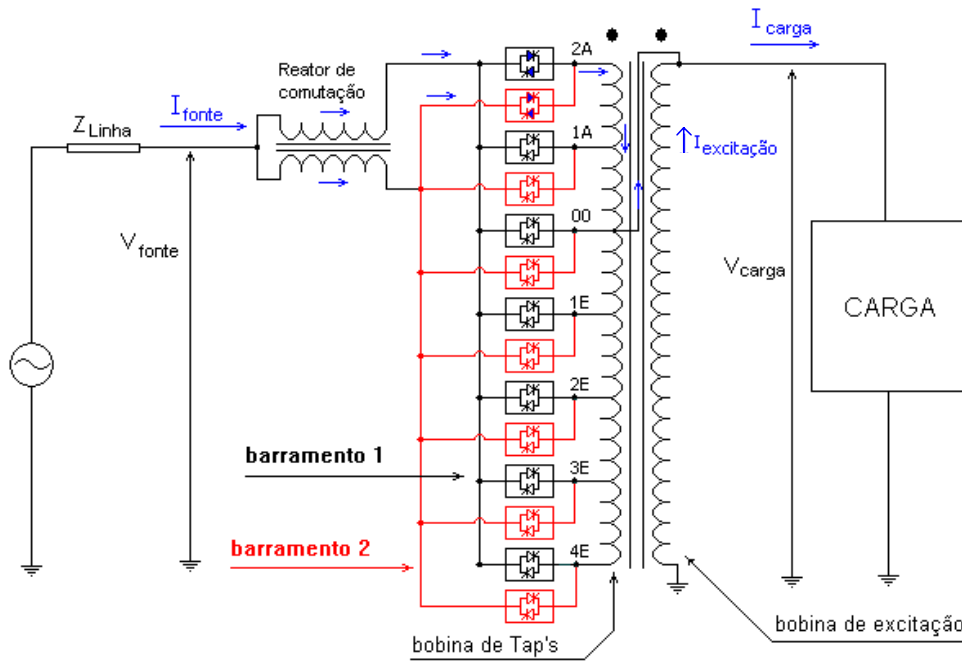 I carga
2A
Reator de
comutação
I fonte
Z Linha
1A
I excitação
00
V fonte
V carga
CARGA
1E
2E
barramento 1
3E
barramento 2
4E
bobina de Tap's
bobina de excitação